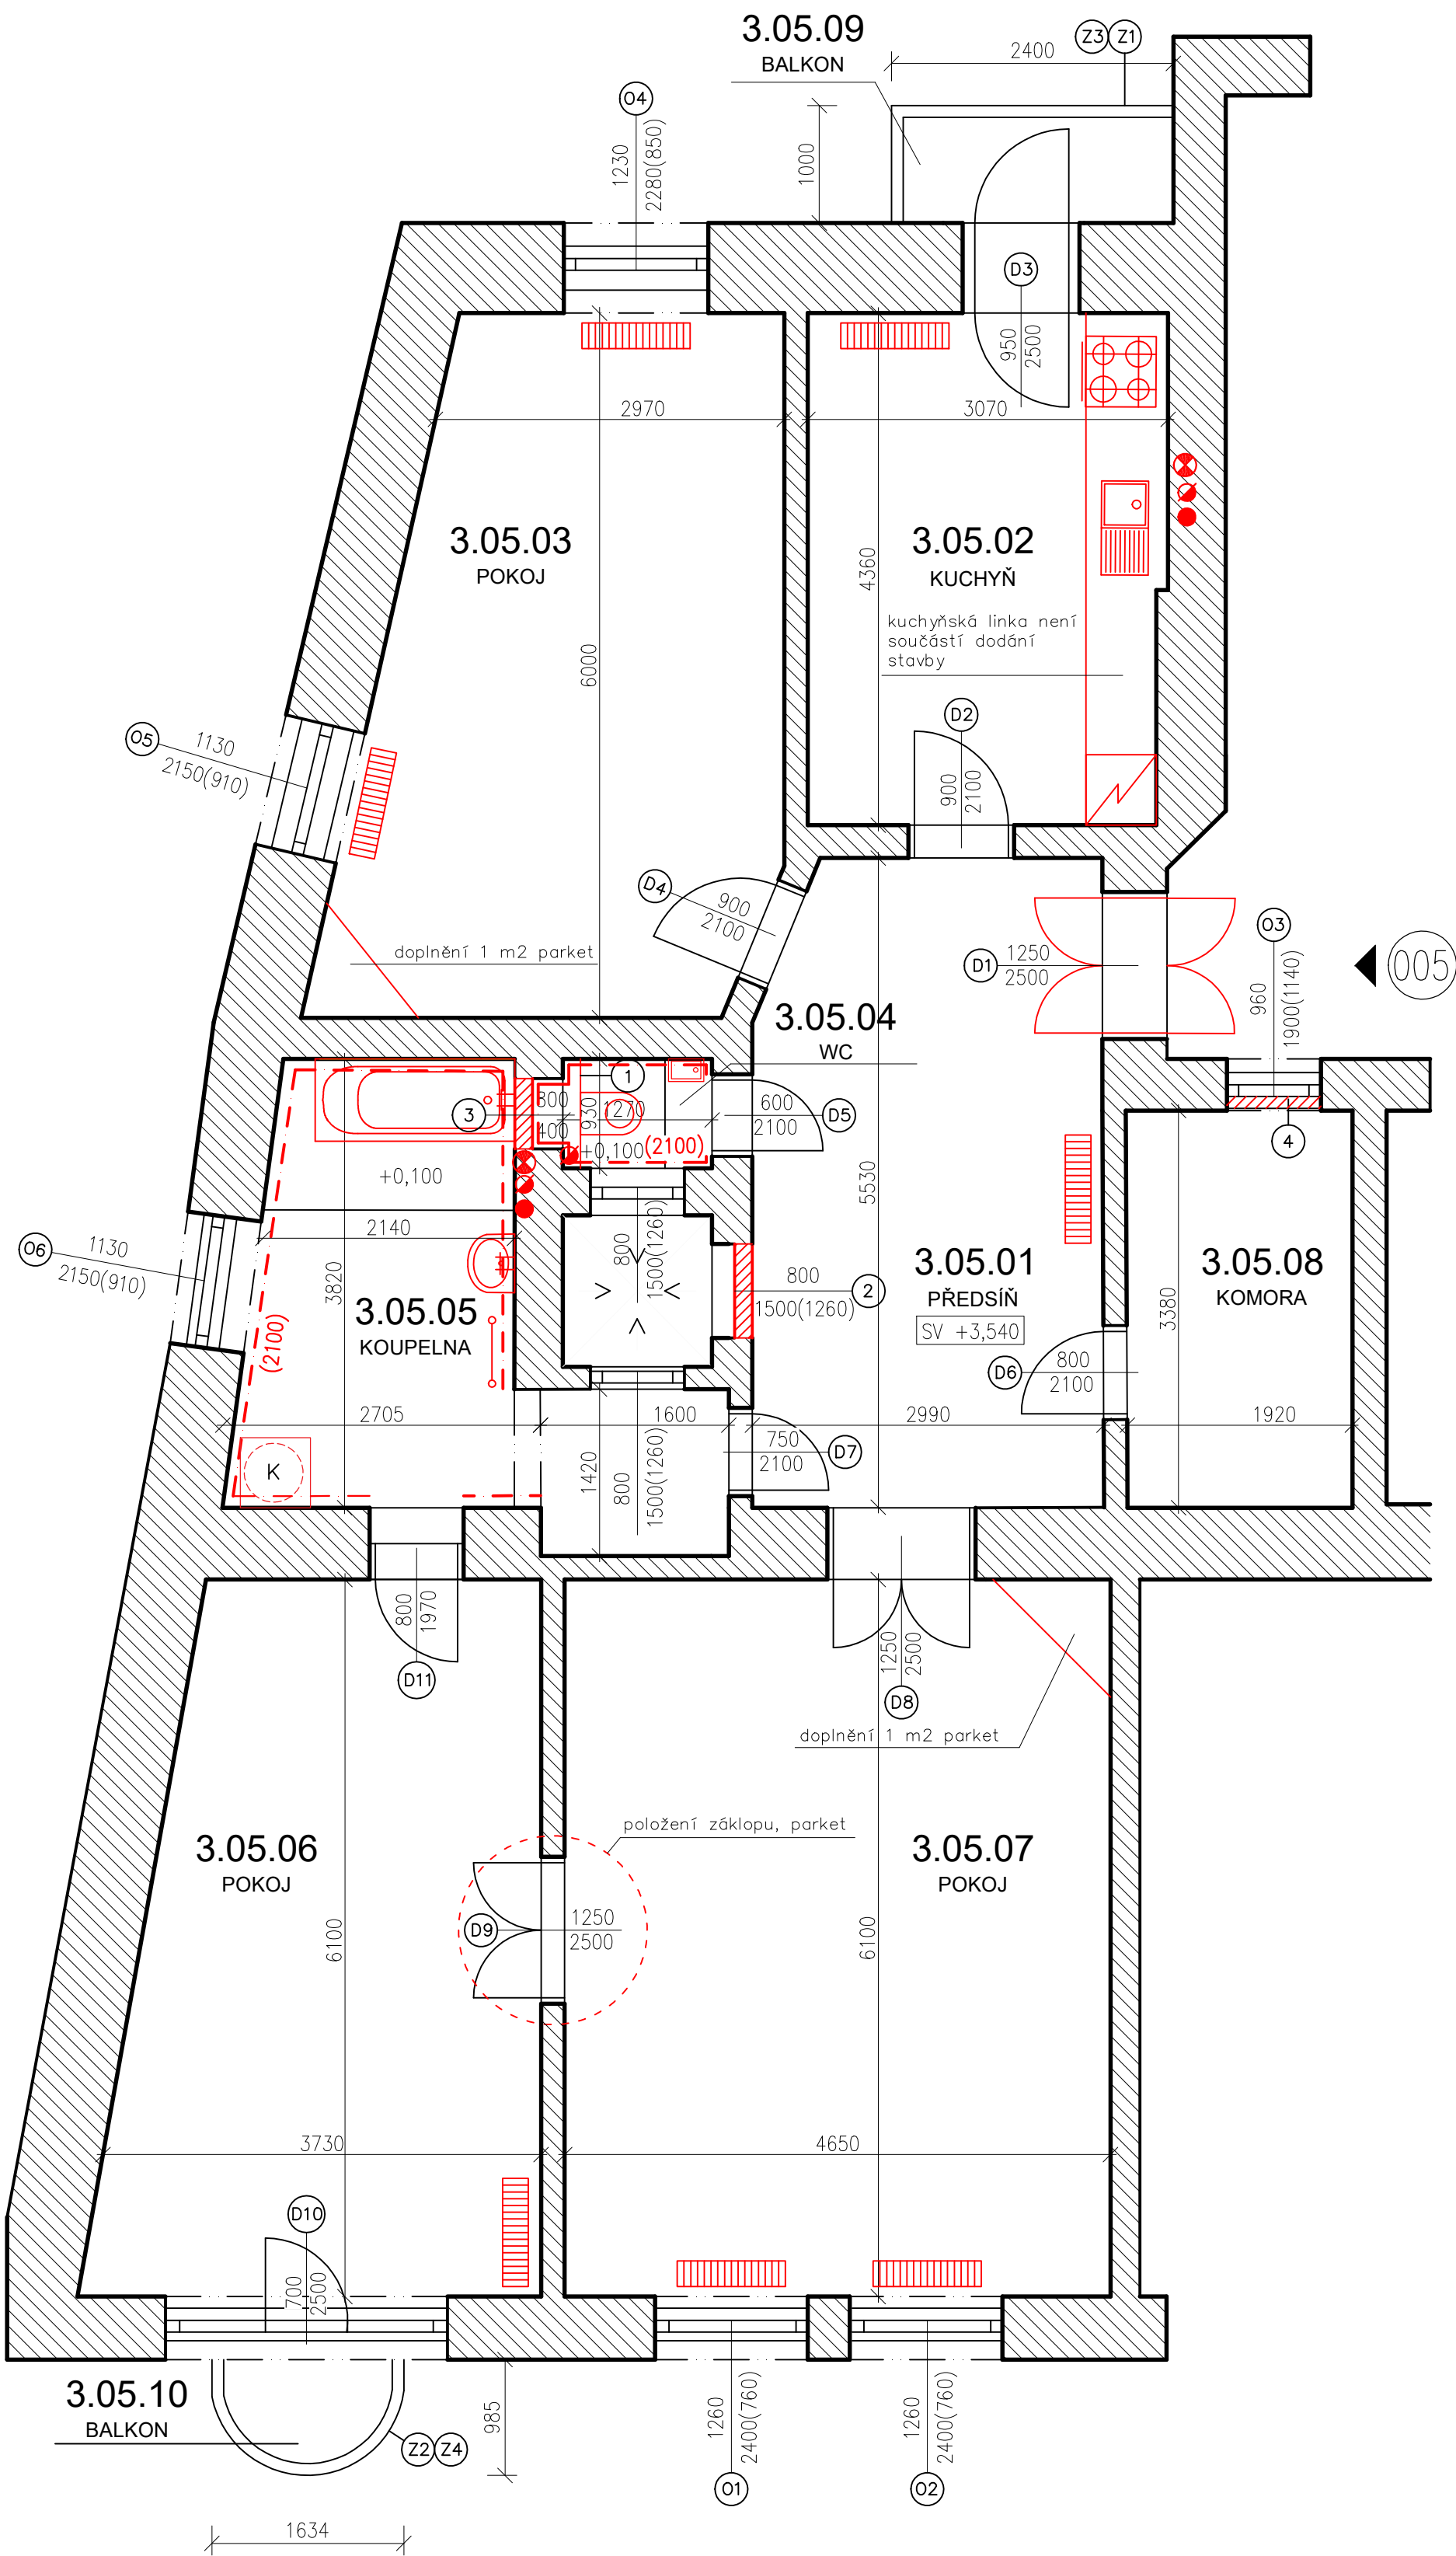 3.05.09
BALKON
2400
Z3
Z1
O4
1230
2280(850)
1000
D3
950
2500
2970
3070
3.05.03
POKOJ
3.05.02
KUCHYŇ
4360
kuchyňská linka není
součástí dodání
stavby
6000
O5
1130
2150(910)
D2
900
2100
D4
900
2100
doplnění 1 m2 parket
D1
1250
2500
O3
960
1900(1140)
005
3.05.04
WC
1
3
800
400
930
1270
+0,100
(2100)
600
2100
D5
4
+0,100
2140
5530
O6
1130
2150(910)
3820
800
1500(1260)
3.05.05
KOUPELNA
(2100)
800
1500(1260)
2
3.05.01
PŘEDSÍŇ
SV +3,540
3.05.08
KOMORA
3380
D6
800
2100
2705
1600
2990
1920
K
1420
800
1500(1260)
750
2100
D7
800
1970
D11
1250
2500
D8
doplnění 1 m2 parket
položení záklopu, parket
3.05.06
POKOJ
3.05.07
POKOJ
D9
1250
2500
6100
6100
3730
4650
D10
700
2500
3.05.10
BALKON
Z2
Z4
985
1260
2400(760)
O1
1260
2400(760)
O2
1634